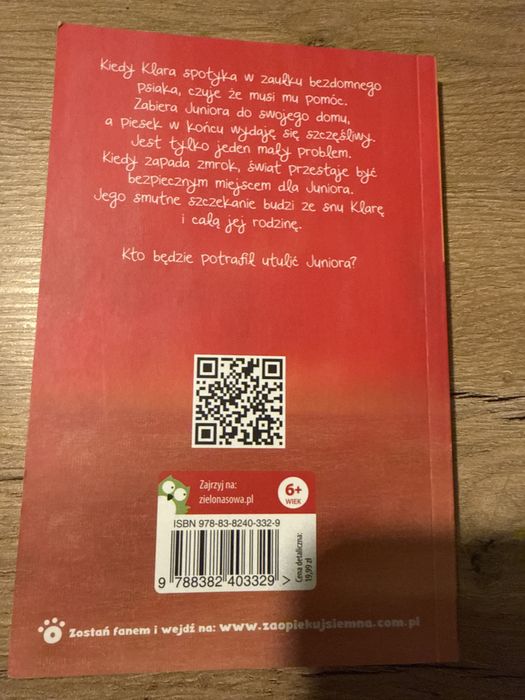 Kiedy Klara spotyka w zaułku bezdomnego
psiaka, czuje że musi mu pomóc.
Zabiera Juniora do swojego domu,
a piesek w końcu wydaję się szczęśliwy.
Jest tylko jeden mały problem.
Kiedy zapada zmrok, świat przestaje być
bezpiecznym miejscem dla Juniora.
Jego smutne szczekanie budzi ze snu Klarę
i całą jej rodzinę.
Kto będzie potrafił utulić Juniora?
Zajrzyj na:
zielonasowa.pl
6+
WIEK
ISBN 978-83-8240-332-9
9 788382 403329 >
Cena detaliczna:
19,99 zł
Zostań fanem i wejdź na: www.zaopiekujsiemna.com.pl